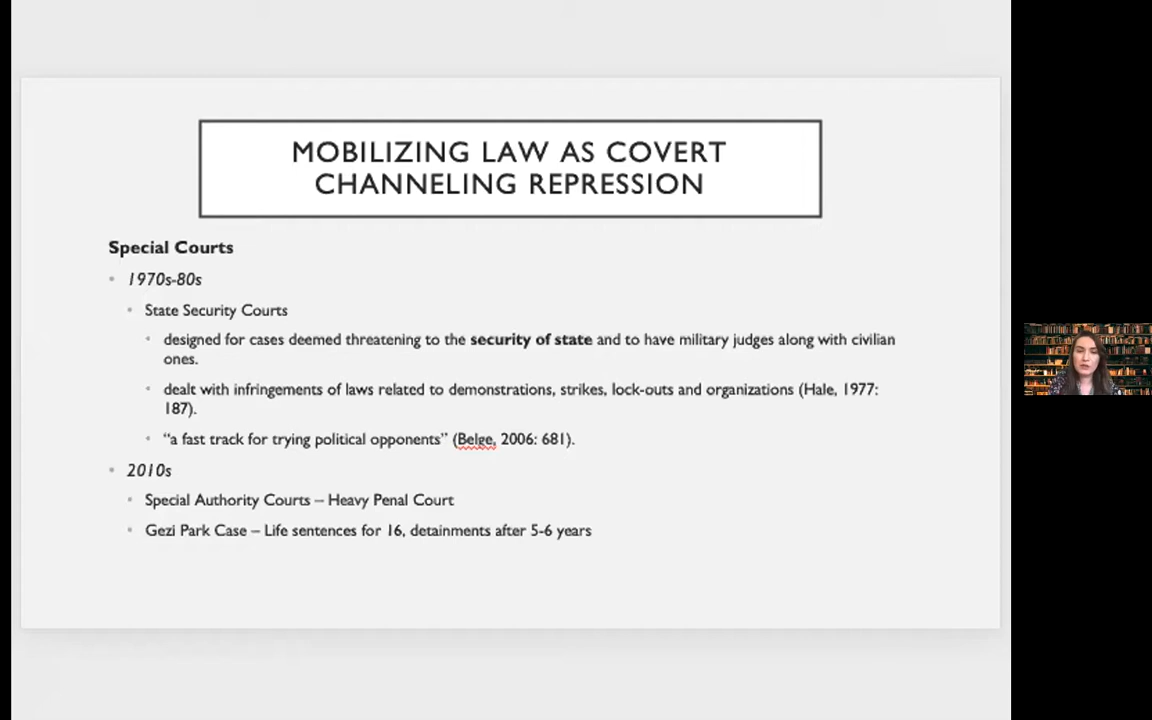 MOBILIZING LAW AS COVERT
CHANNELING REPRESSION
Special Courts
• 1970s-80s
• State Security Courts
• designed for cases deemed threatening to the security of state and to have military judges along with civilian
ones.
• dealt with infringements of laws related to demonstrations, strikes, lock-outs and organizations (Hale, 1977:
187).
• “a fast track for trying political opponents” (Belge, 2006: 681).
• 2010s
• Special Authority Courts – Heavy Penal Court
• Gezi Park Case – Life sentences for 16, detainments after 5-6 years